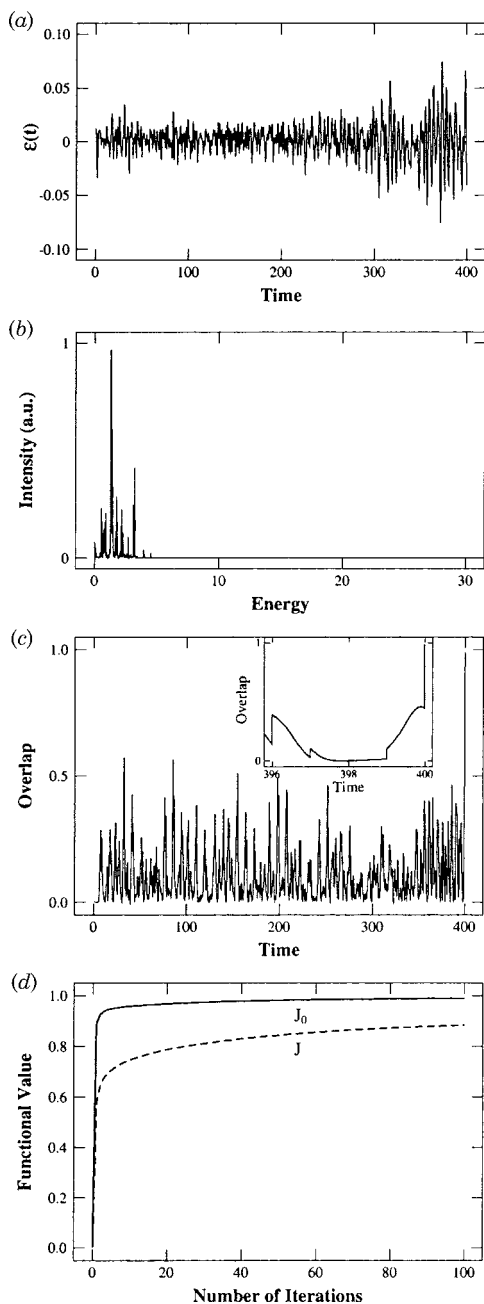 (a)
0.10
0.05
0
-0.05
-0.10
ε(t)
0 100 200 300 400
Time
(b)
1
0
Intensity (a.u.)
0 10 20 30
Energy
(c)
1.0
0.5
0.0
Overlap
1
0
Overlap
396 398 400
Time
0 100 200 300 400
Time
(d)
1.0
0.8
0.6
0.4
0.2
0.0
Functional Value
J0
J
0 20 40 60 80 100
Number of Iterations